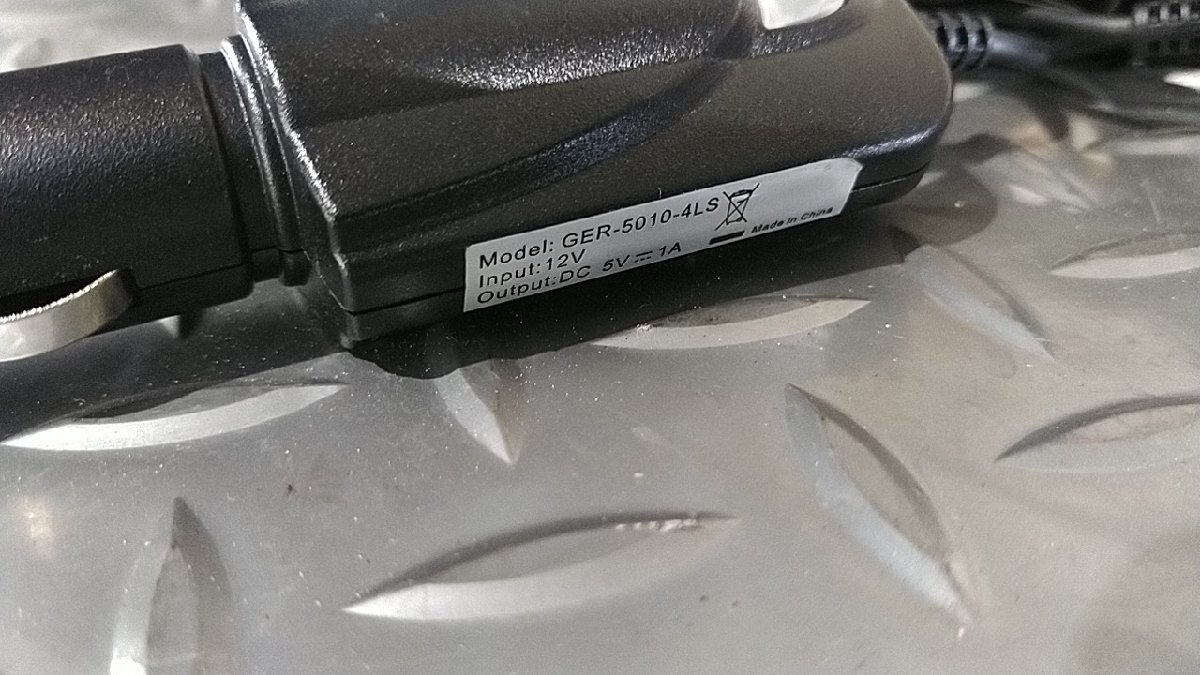 Model: GER-5010-4LS
Input:12V
Output:DC 5V⎓1A
Made in China